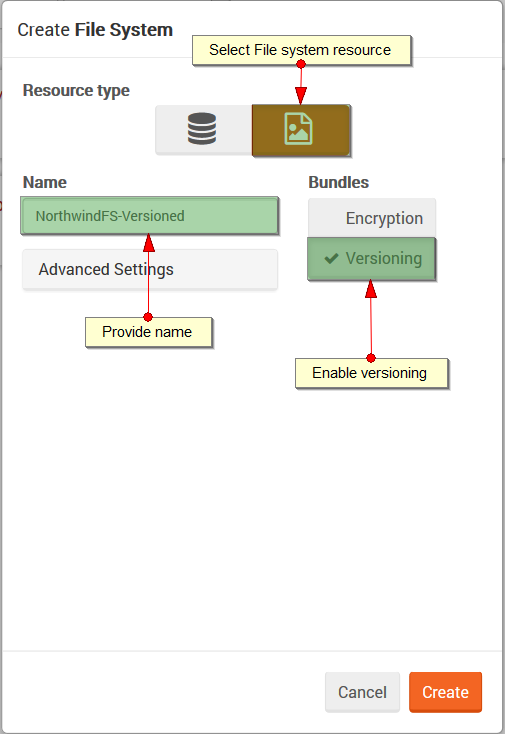 Create File System
Select File system resource
Resource type
Name
Bundles
NorthwindFS-Versioned
Encryption
Advanced Settings
Versioning
Provide name
Enable versioning
Cancel
Create